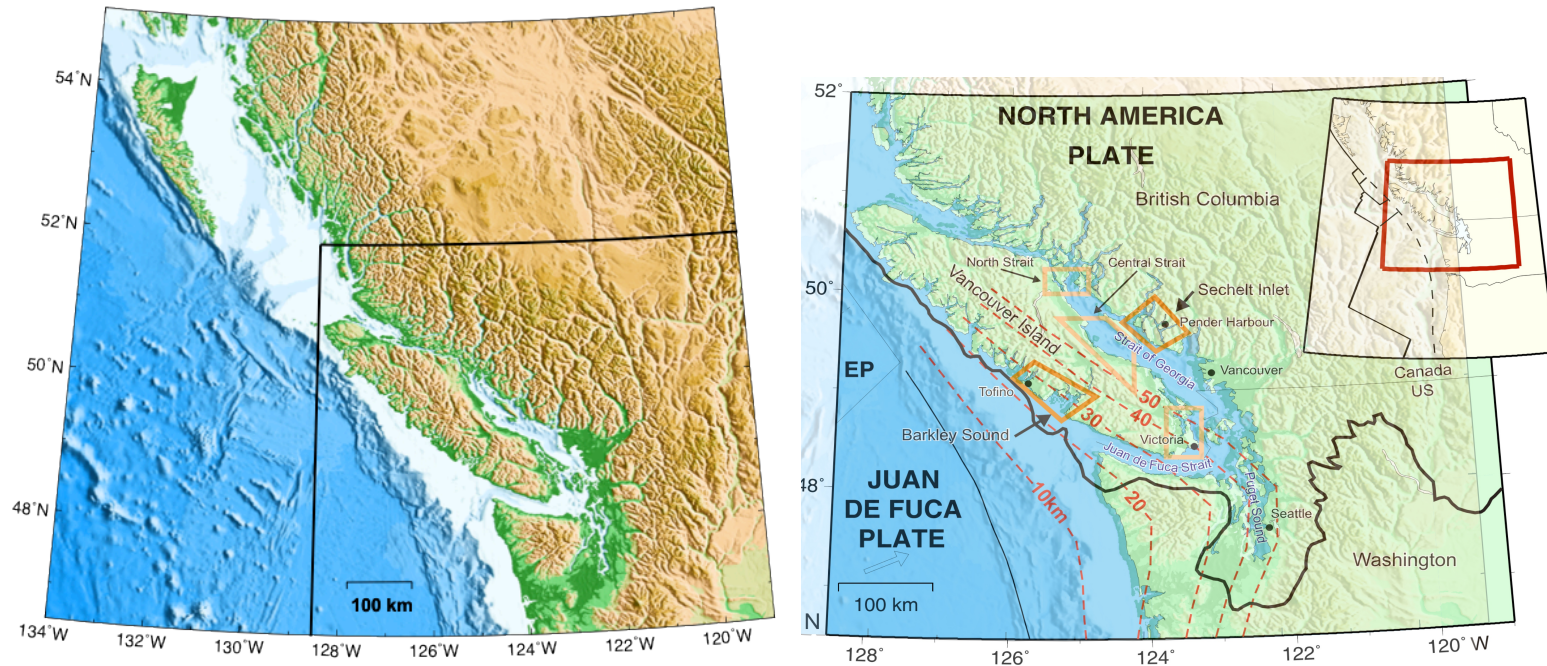 54°N
52°N
50°N
48°N
100 km
134°W
132°W
130°W
128°W
126°W
124°W
122°W
120°W
52°
NORTH AMERICA
PLATE
British Columbia
North Strait
Central Strait
Sechelt Inlet
Vancouver Island
Pender Harbour
50°
Strait of Georgia
EP
Vancouver
Canada
US
Tofino
50
40
30
Barkley Sound
Victoria
Juan de Fuca Strait
JUAN
DE FUCA
PLATE
48°
10km
20
Puget Sound
Seattle
Washington
100 km
N
128°
126°
124°
122°
120° W